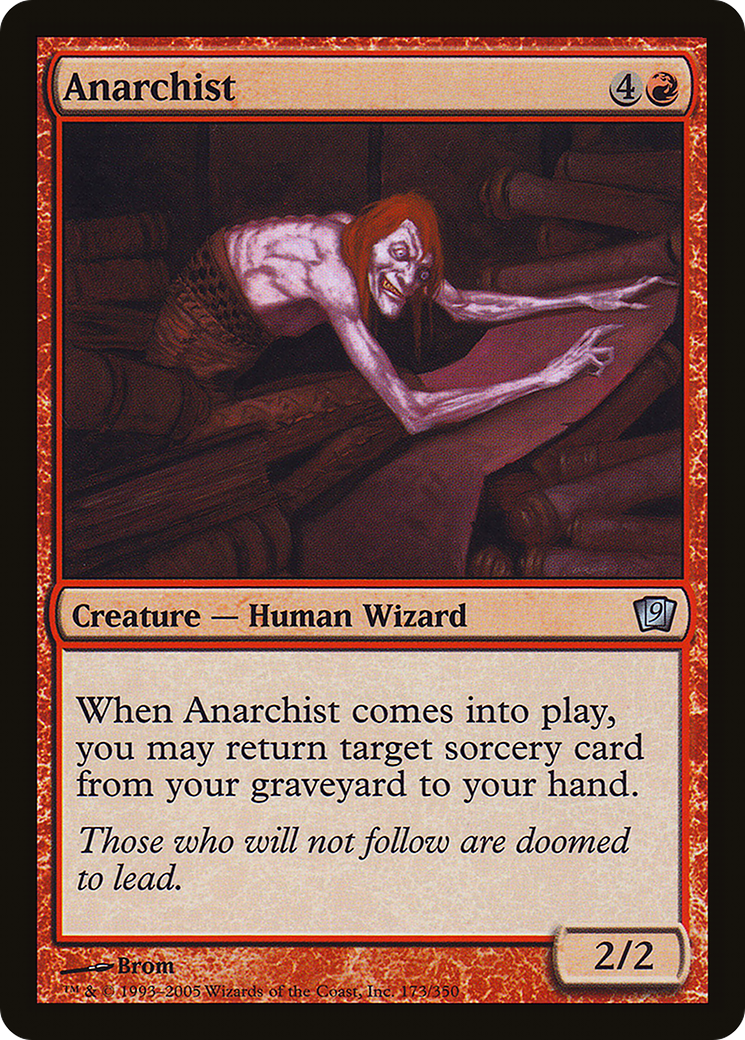 Anarchist 4
Creature — Human Wizard 9
When Anarchist comes into play,
you may return target sorcery card
from your graveyard to your hand.
Those who will not follow are doomed
to lead.
2/2
Brom
™ & © 1993–2005 Wizards of the Coast, Inc. 173/350